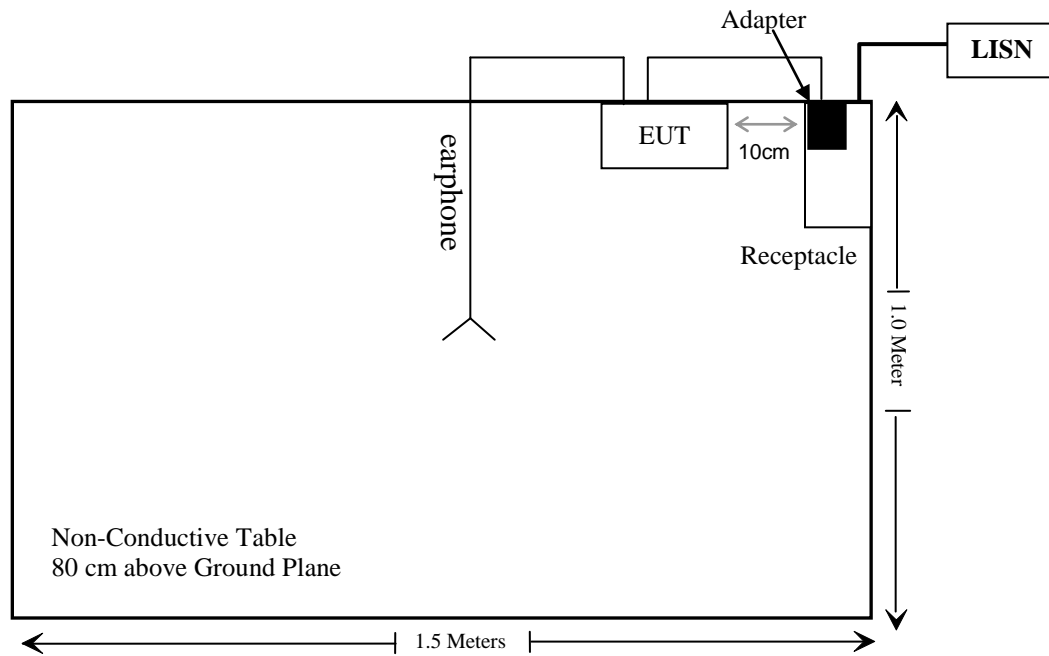 Adapter
LISN
EUT
10cm
earphone
Receptacle
1.0 Meter
Non-Conductive Table
80 cm above Ground Plane
1.5 Meters